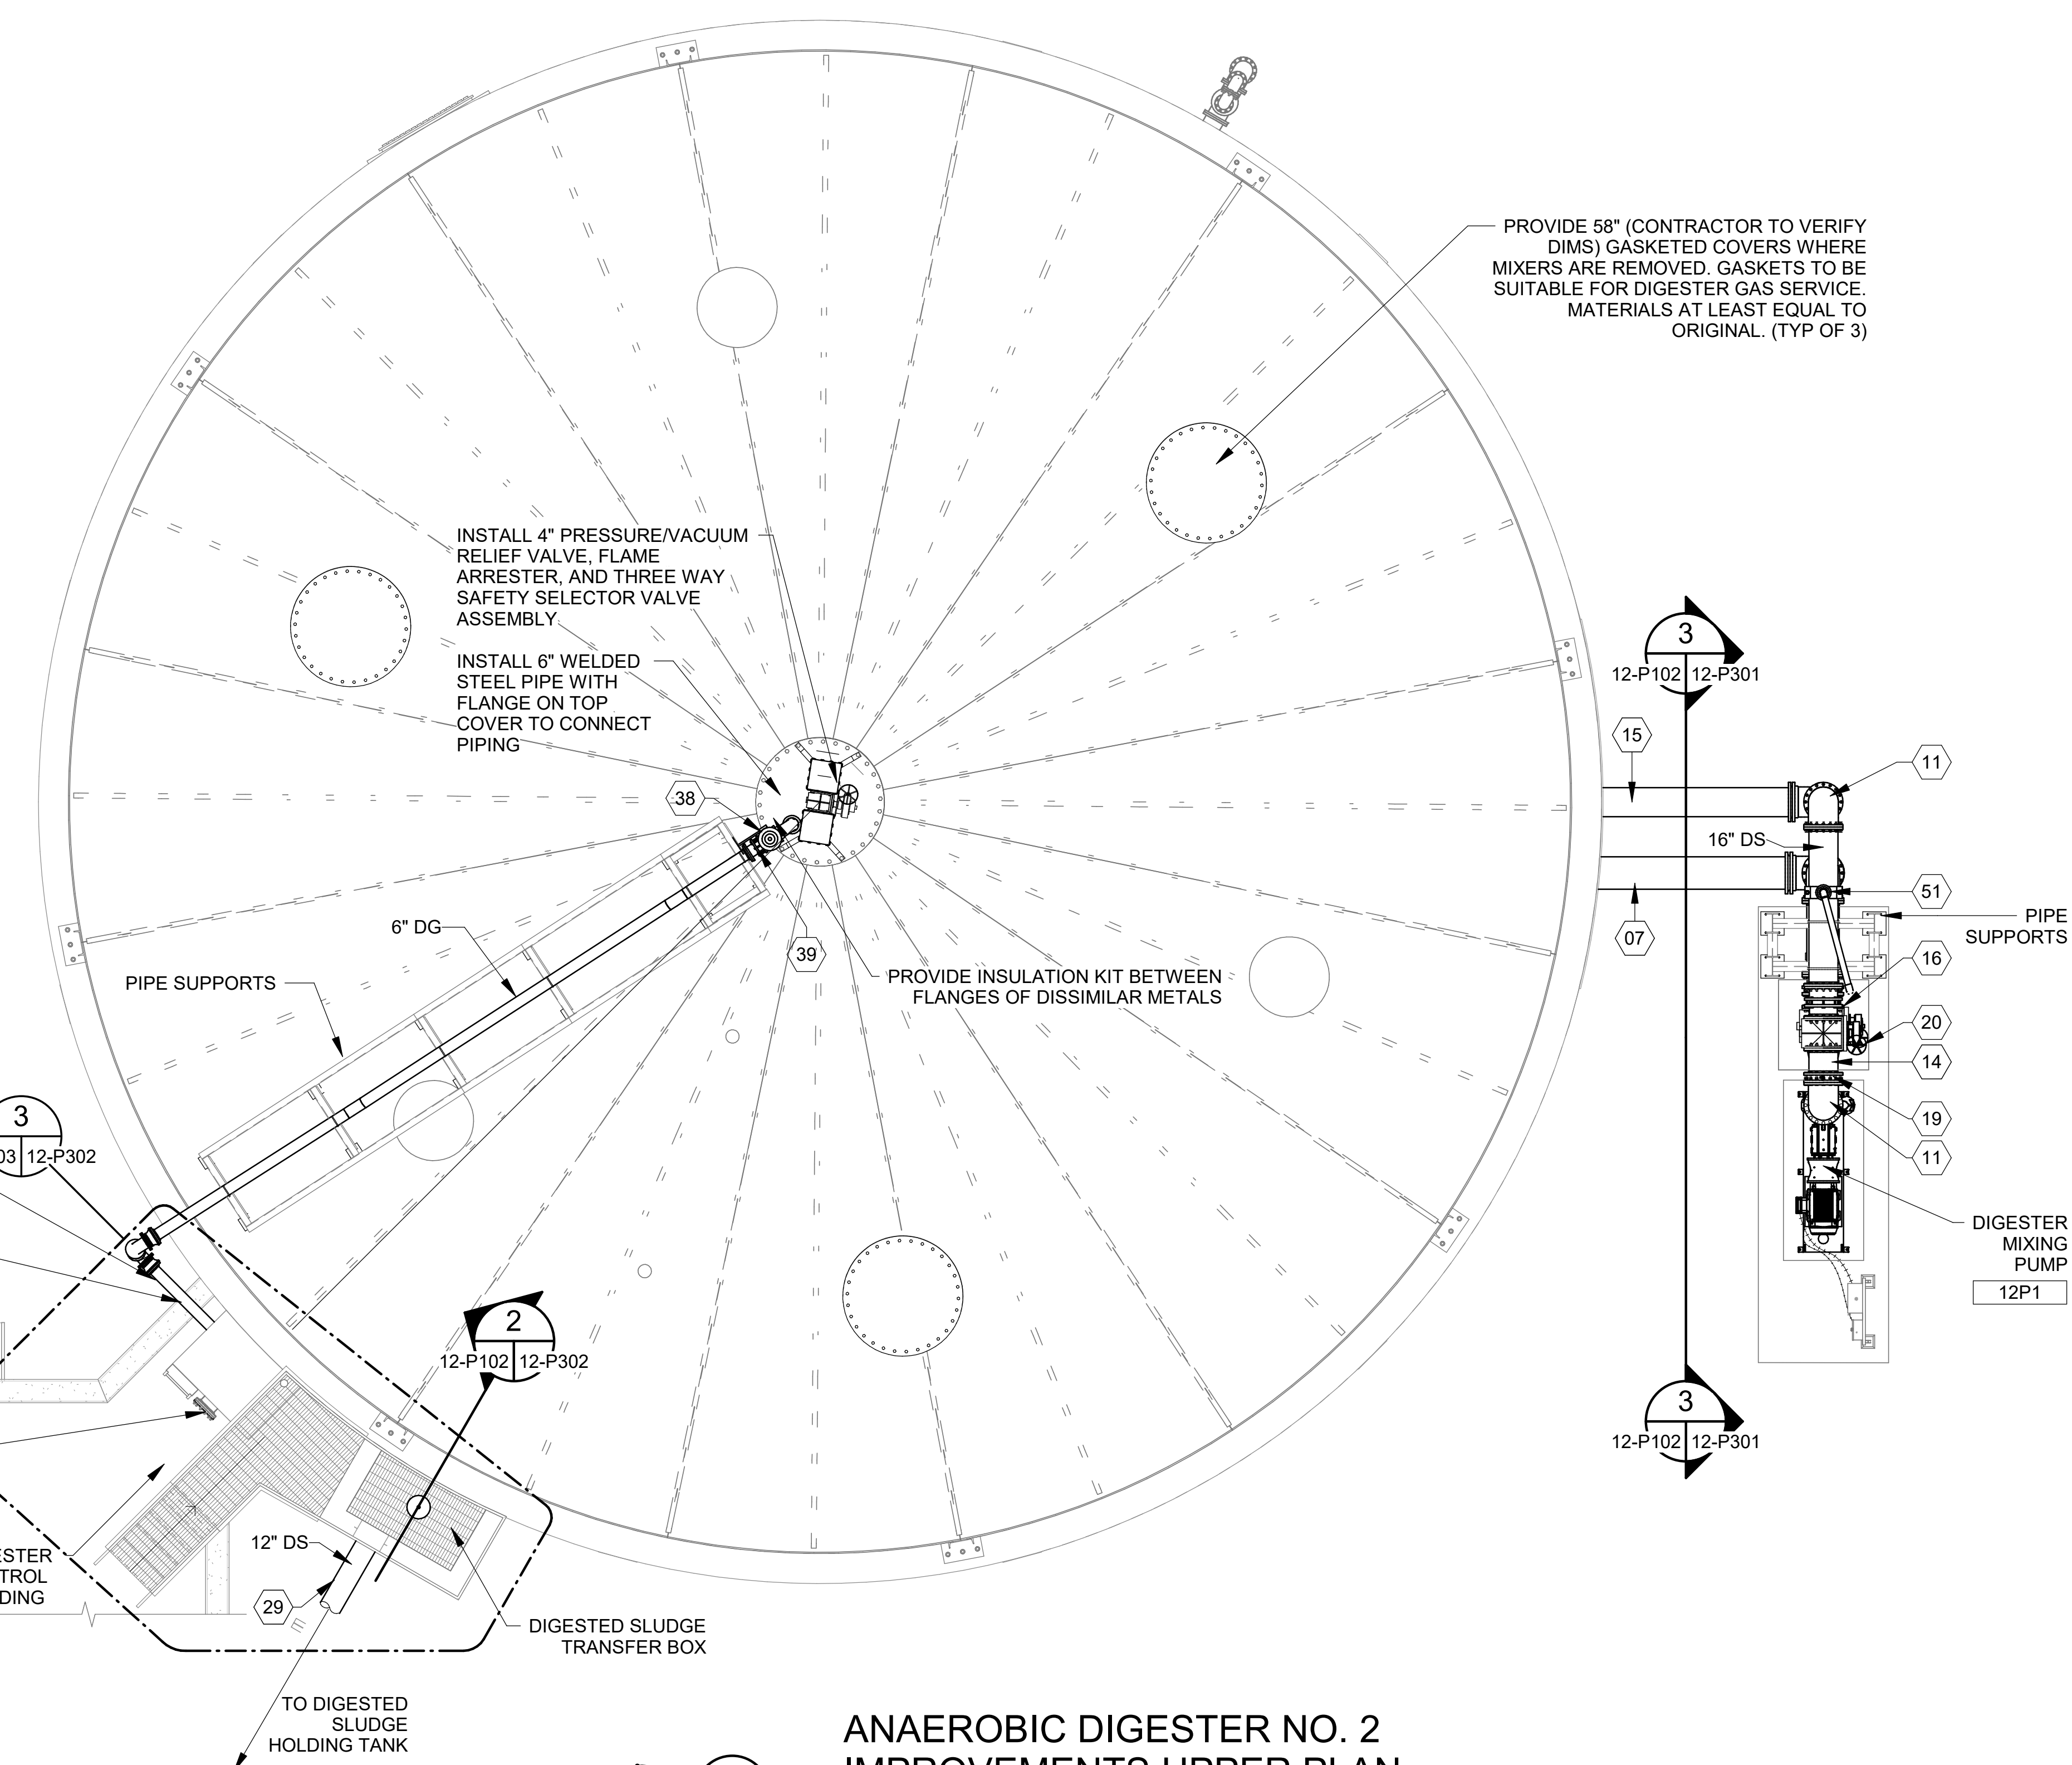 PROVIDE 58" (CONTRACTOR TO VERIFY
DIMS) GASKETED COVERS WHERE
MIXERS ARE REMOVED. GASKETS TO BE
SUITABLE FOR DIGESTER GAS SERVICE.
MATERIALS AT LEAST EQUAL TO
ORIGINAL. (TYP OF 3)
INSTALL 4" PRESSURE/VACUUM
RELIEF VALVE, FLAME
ARRESTER, AND THREE WAY
SAFETY SELECTOR VALVE
ASSEMBLY
INSTALL 6" WELDED
STEEL PIPE WITH
FLANGE ON TOP
COVER TO CONNECT
PIPING
3
12-P102 12-P301
15
11
38
16" DS
51
07
PIPE
SUPPORTS
6" DG
39
16
PIPE SUPPORTS
PROVIDE INSULATION KIT BETWEEN
FLANGES OF DISSIMILAR METALS
20
14
19
11
3
03 12-P302
DIGESTER
MIXING
PUMP
12P1
2
12-P102 12-P302
3
12-P102 12-P301
12" DS
ESTER
TROL
DING
29
E
DIGESTED SLUDGE
TRANSFER BOX
TO DIGESTED
SLUDGE
HOLDING TANK
ANAEROBIC DIGESTER NO. 2
IMPROVEMENTS UPPER PLAN